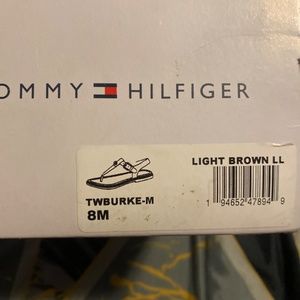 OMMY HILFIGER
LIGHT BROWN LL
TWBURKE-M
8M
1 94652 47894 9